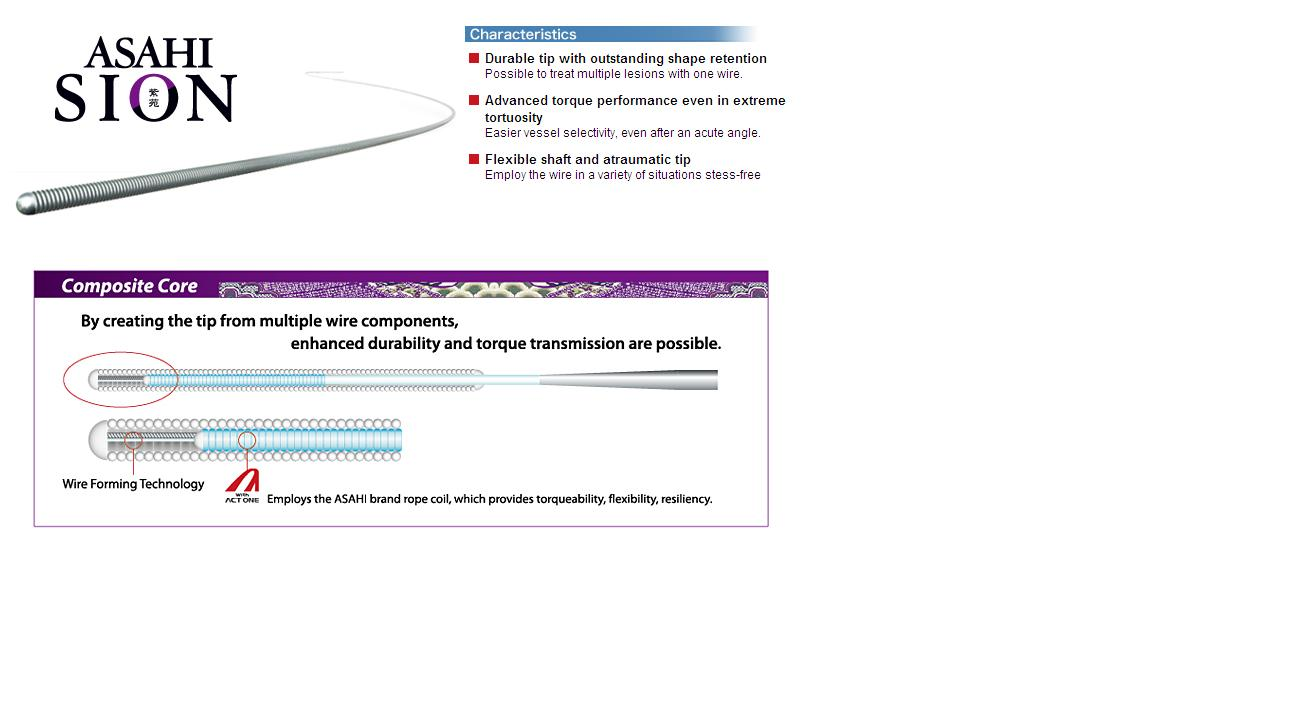 ASAHI
SION
紫
苑
Characteristics
Durable tip with outstanding shape retention
Possible to treat multiple lesions with one wire.
Advanced torque performance even in extreme
tortuosity
Easier vessel selectivity, even after an acute angle.
Flexible shaft and atraumatic tip
Employ the wire in a variety of situations stess-free
Composite Core
By creating the tip from multiple wire components,
enhanced durability and torque transmission are possible.
Wire Forming Technology
with
ACT ONE
Employs the ASAHI brand rope coil, which provides torqueability, flexibility, resiliency.